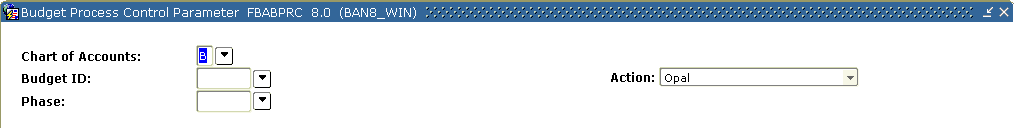 Budget Process Control Parameter FBABPRC 8.0 (BAN8_WIN)
Chart of Accounts: B
Budget ID:
Action: Opal
Phase: